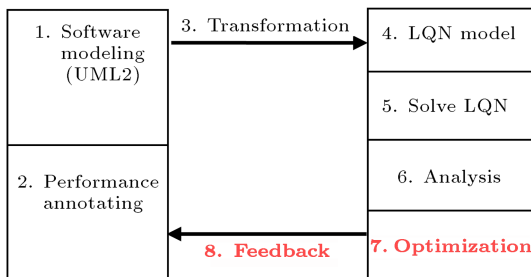 1. Software
modeling
(UML2)
2. Performance
annotating
3. Transformation
4. LQN model
5. Solve LQN
6. Analysis
7. Optimization
8. Feedback